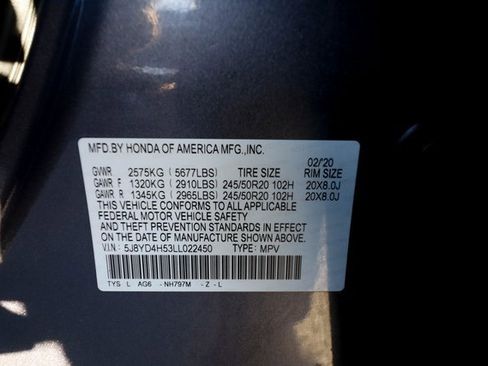 MFD.BY HONDA OF AMERICA MFG.,INC. 02/'20
GVWR 2575KG ( 5677LBS) TIRE SIZE RIM SIZE
GAWR F 1320KG ( 2910LBS) 245/50R20 102H 20X8.0J
GAWR R 1345KG ( 2965LBS) 245/50R20 102H 20X8.0J
THIS VEHICLE CONFORMS TO ALL APPLICABLE
FEDERAL MOTOR VEHICLE SAFETY
AND THEFT PREVENTION STANDARDS IN EFFECT
ON THE DATE OF MANUFACTURE SHOWN ABOVE.
V.I.N.: 5J8YD4H53LL022450 TYPE: MPV
TYS L AG6 - NH797M - Z - L